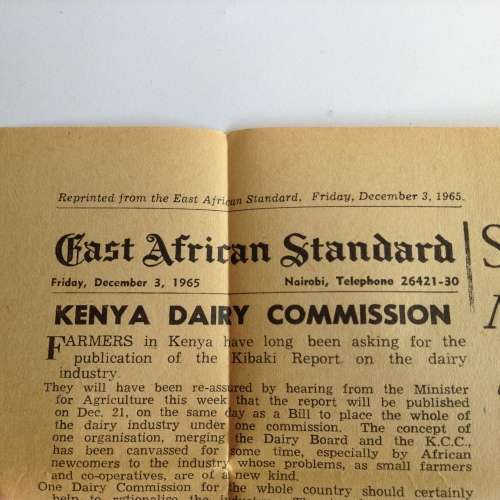 Reprinted from the East African Standard, Friday, December 3, 1965.
East African Standard
Friday, December 3, 1965 Nairobi, Telephone 26421-30
KENYA DAIRY COMMISSION
FARMERS in Kenya have long been asking for the
publication of the Kibaki Report on the dairy
industry.
They will have been re-assured by hearing from the Minister
for Agriculture this week that the report will be published
on Dec. 21, on the same day as a Bill to place the whole of
the dairy industry under one commission. The concept of
one organisation, merging the Dairy Board and the K.C.C.,
has been canvassed for some time, especially by African
newcomers to the industry whose problems, as small farmers
and co-operatives, are of a new kind.
One Dairy Commission for the whole country should certainly
help to rationalise the